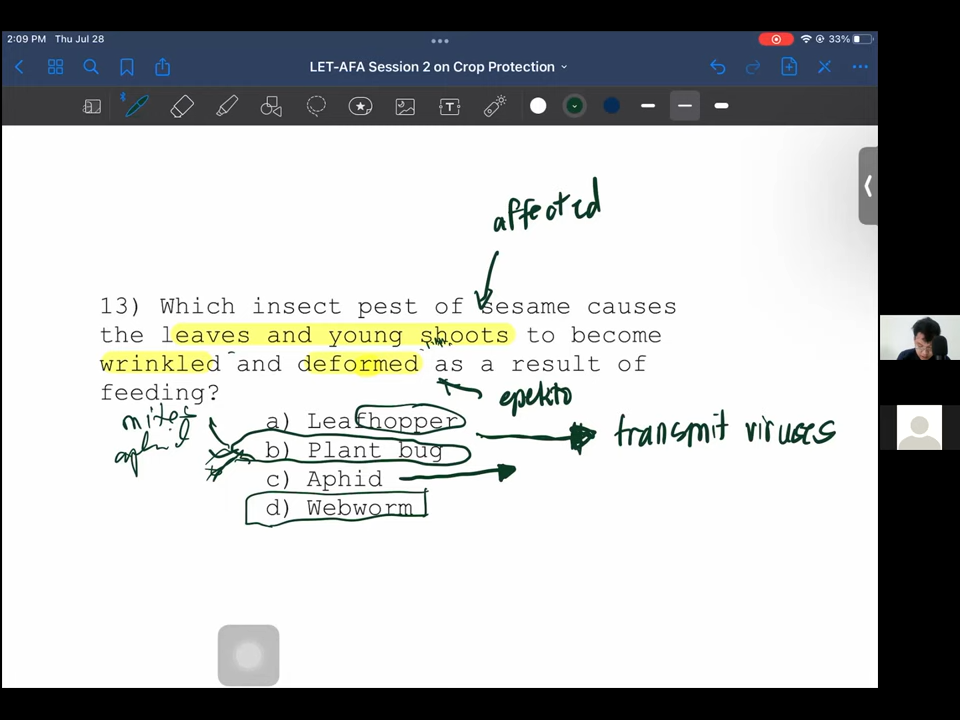 2:09 PM Thu Jul 28
33%
LET-AFA Session 2 on Crop Protection
affected
13) Which insect pest of sesame causes
the leaves and young shoots to become
wrinkled and deformed as a result of
feeding?
epekto
mites
aphid
a) Leafhopper
transmit viruses
b) Plant bug
c) Aphid
d) Webworm